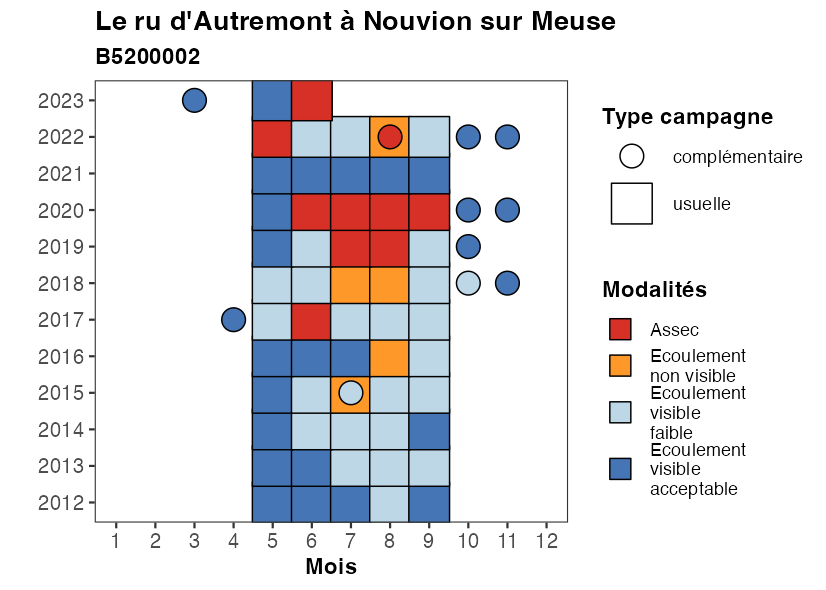 Le ru d'Autremont à Nouvion sur Meuse
B5200002
2023
2022
2021
2020
2019
2018
2017
2016
2015
2014
2013
2012
1 2 3 4 5 6 7 8 9 10 11 12
Mois
Type campagne
complémentaire
usuelle
Modalités
Assec
Ecoulement
non visible
Ecoulement
visible
faible
Ecoulement
visible
acceptable